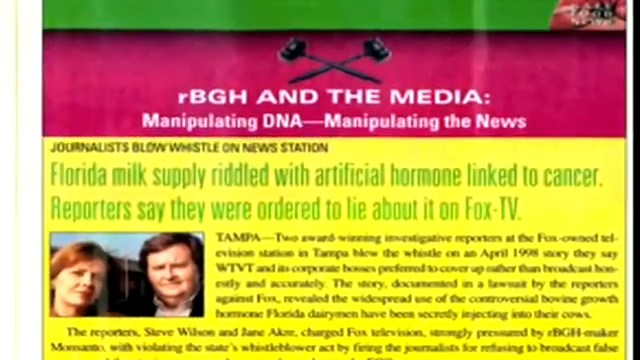 rBGH AND THE MEDIA:
Manipulating DNA—Manipulating the News
JOURNALISTS BLOW WHISTLE ON NEWS STATION
Florida milk supply riddled with artificial hormone linked to cancer.
Reporters say they were ordered to lie about it on Fox-TV.
TAMPA—Two award-winning investigative reporters at the Fox-owned tel-
evision station in Tampa blew the whistle on an April 1998 story they say
WTVT and its corporate bosses preferred to cover up rather than broadcast hon-
estly and accurately. The story, documented in a lawsuit by the reporters
against Fox, revealed the widespread use of the controversial bovine growth
hormone Florida dairymen have been secretly injecting into their cows.
The reporters, Steve Wilson and Jane Akre, charged Fox television, strongly pressured by rBGH-maker
Monsanto, with violating the state's whistleblower act by firing the journalists for refusing to broadcast false